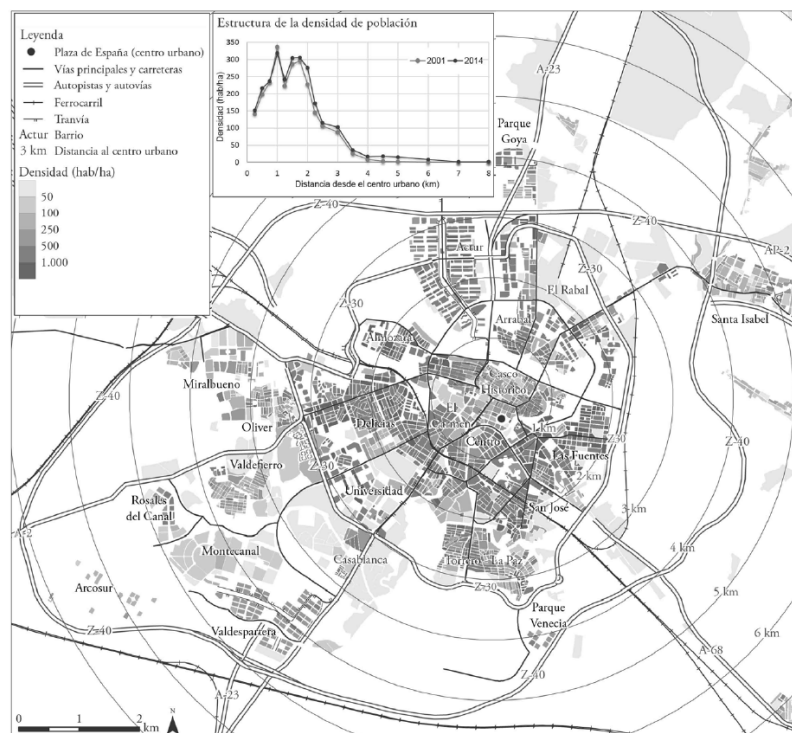 Leyenda
Plaza de España (centro urbano)
Vías principales y carreteras
Autopistas y autovías
Ferrocarril
Tranvía
Actur Barrio
3 km Distancia al centro urbano
Densidad (hab/ha)
50
100
250
500
1.000
Estructura de la densidad de población
Densidad (hab/ha)
350
300
250
200
150
100
50
0
2001
2014
0 1 2 3 4 5 6 7 8
Distancia desde el centro urbano (km)
A-23
Parque
Goya
Z-40
Z-40
AP-2
Actur
Z-30
El Rabal
Z-30
Santa Isabel
Arrabal
Almozara
Casco
Histórico
Miralbueno
Z-40
Oliver
Delicias
El
Carmen
Centro
1 km
Las Fuentes
Z-30
Z-40
Valdefierro
Z-30
2 km
Universidad
San José
3 km
Rosales
del Canal
A-2
Montecanal
Casablanca
Torrero
La Paz
4 km
Z-30
Arcosur
5 km
Parque
Venecia
Valdespartera
Z-40
6 km
A-68
Z-40
A-23
0 1 2
km
N